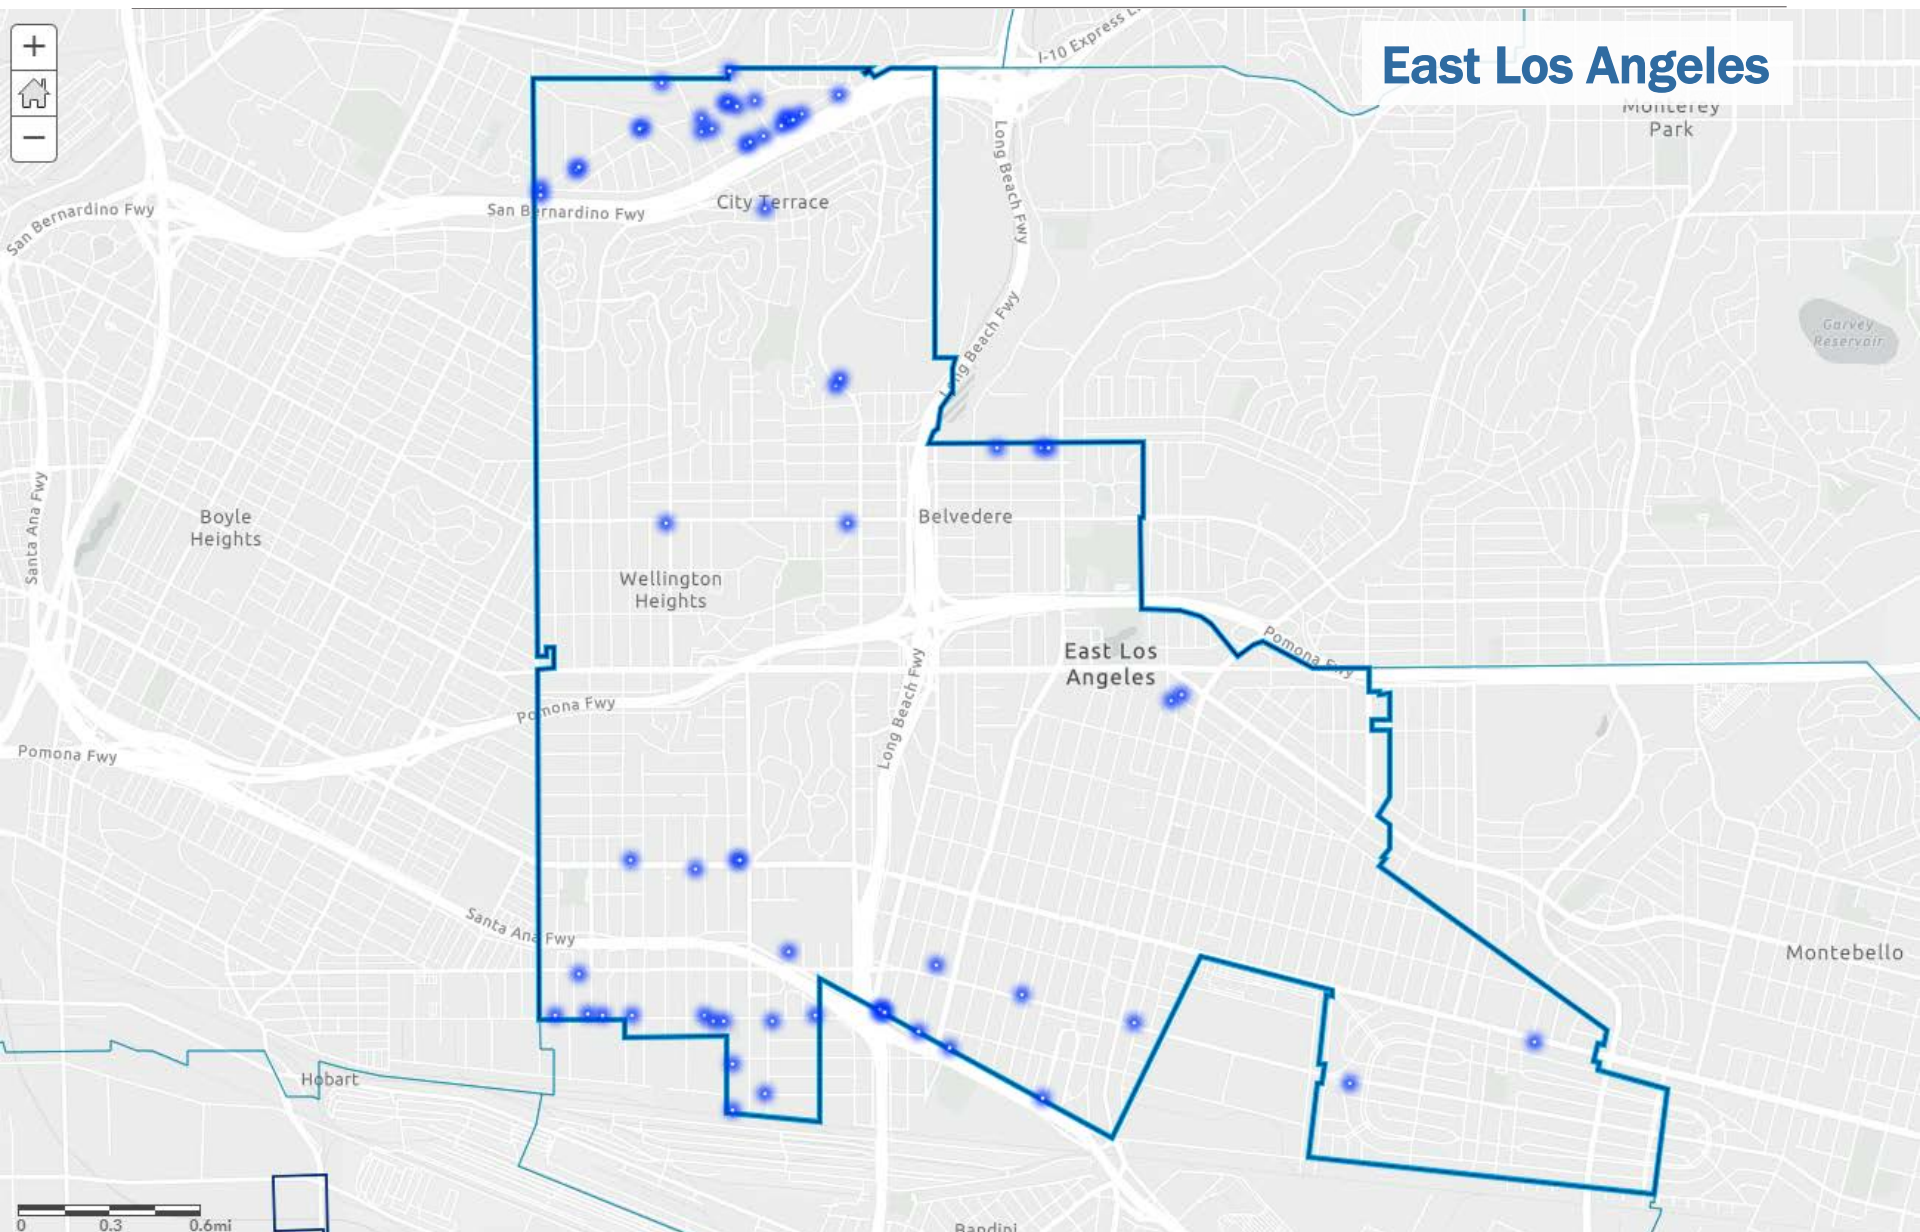 +
−
East Los Angeles
I-10 Express L
Monterey
Park
Long Beach Fwy
San Bernardino Fwy
San Bernardino Fwy
City Terrace
Long Beach Fwy
Garvey
Reservoir
Santa Ana Fwy
Boyle
Heights
Belvedere
Wellington
Heights
Pomona Fwy
East Los
Angeles
Long Beach Fwy
Pomona Fwy
Pomona Fwy
Santa Ana Fwy
Montebello
Hobart
0 0.3 0.6mi
Bandini